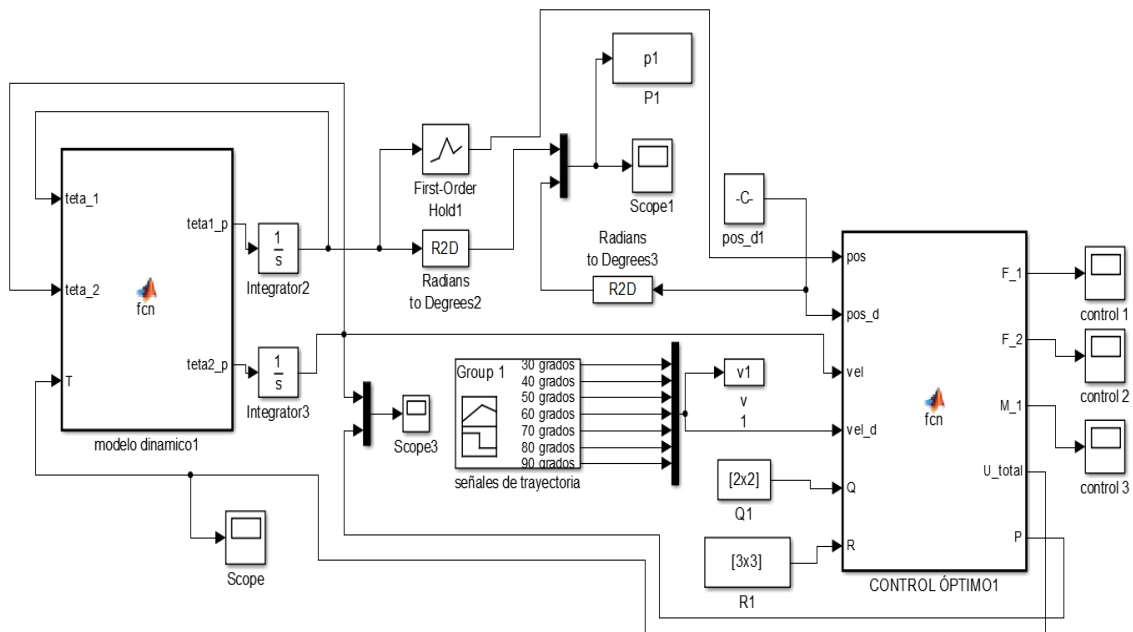 teta_1
teta_2
T
fcn
teta1_p
teta2_p
modelo dinamico1
1
s
Integrator2
1
s
Integrator3
First-Order
Hold1
R2D
Radians
to Degrees2
p1
P1
Scope1
-C-
pos_d1
Radians
to Degrees3
R2D
Scope3
Group 1
30 grados
40 grados
50 grados
60 grados
70 grados
80 grados
90 grados
señales de trayectoria
v1
v
1
[2x2]
Q1
[3x3]
R1
Scope
pos
pos_d
vel
vel_d
Q
R
fcn
F_1
F_2
M_1
U_total
P
CONTROL ÓPTIMO1
control 1
control 2
control 3